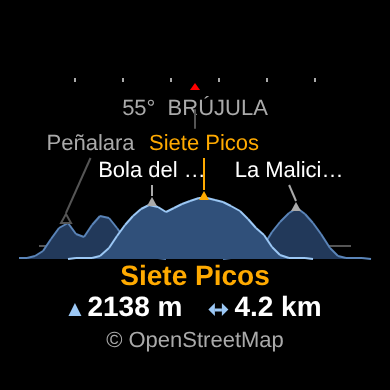 55° BRÚJULA
Peñalara Siete Picos
Bola del … La Malici…
Siete Picos
2138 m 4.2 km
© OpenStreetMap